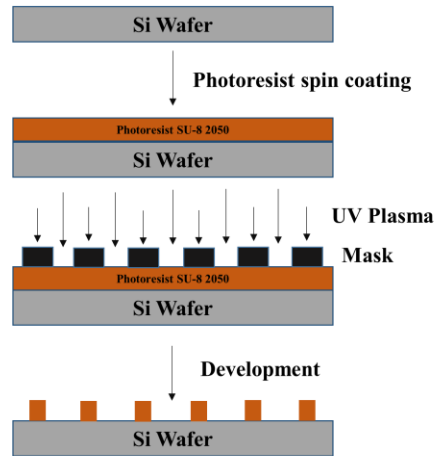 Si Wafer
Photoresist spin coating
Photoresist SU-8 2050
Si Wafer
UV Plasma
Mask
Photoresist SU-8 2050
Si Wafer
Development
Si Wafer